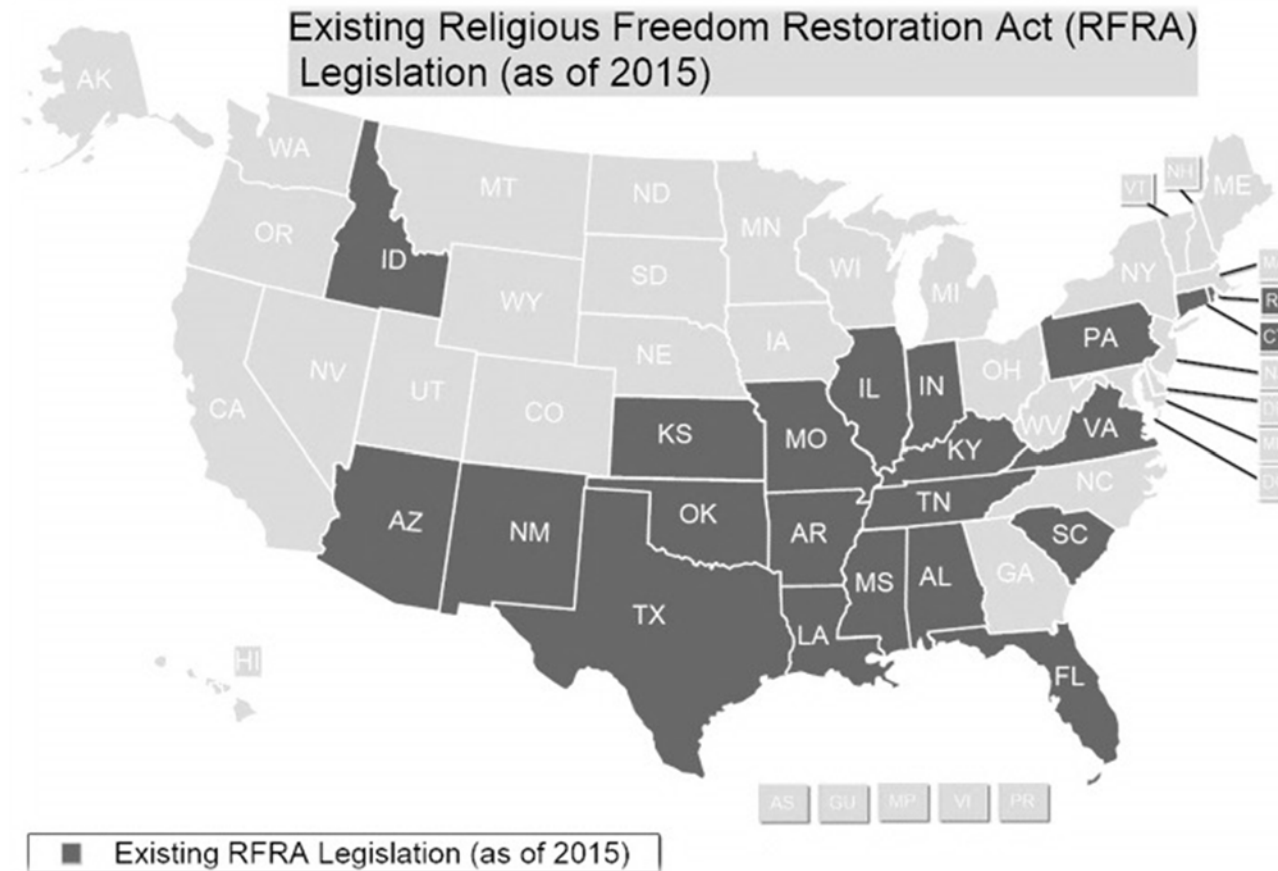 Existing Religious Freedom Restoration Act (RFRA)
Legislation (as of 2015)
AK
WA
MT
ND
MN
VT
NH
ME
OR
ID
SD
WI
NY
WY
MI
NE
IA
PA
NV
UT
CO
IL
IN
OH
CA
KS
MO
WV
VA
KY
AZ
NM
OK
AR
TN
NC
SC
MS
AL
GA
TX
LA
HI
FL
AS
GU
MP
VI
PR
Existing RFRA Legislation (as of 2015)